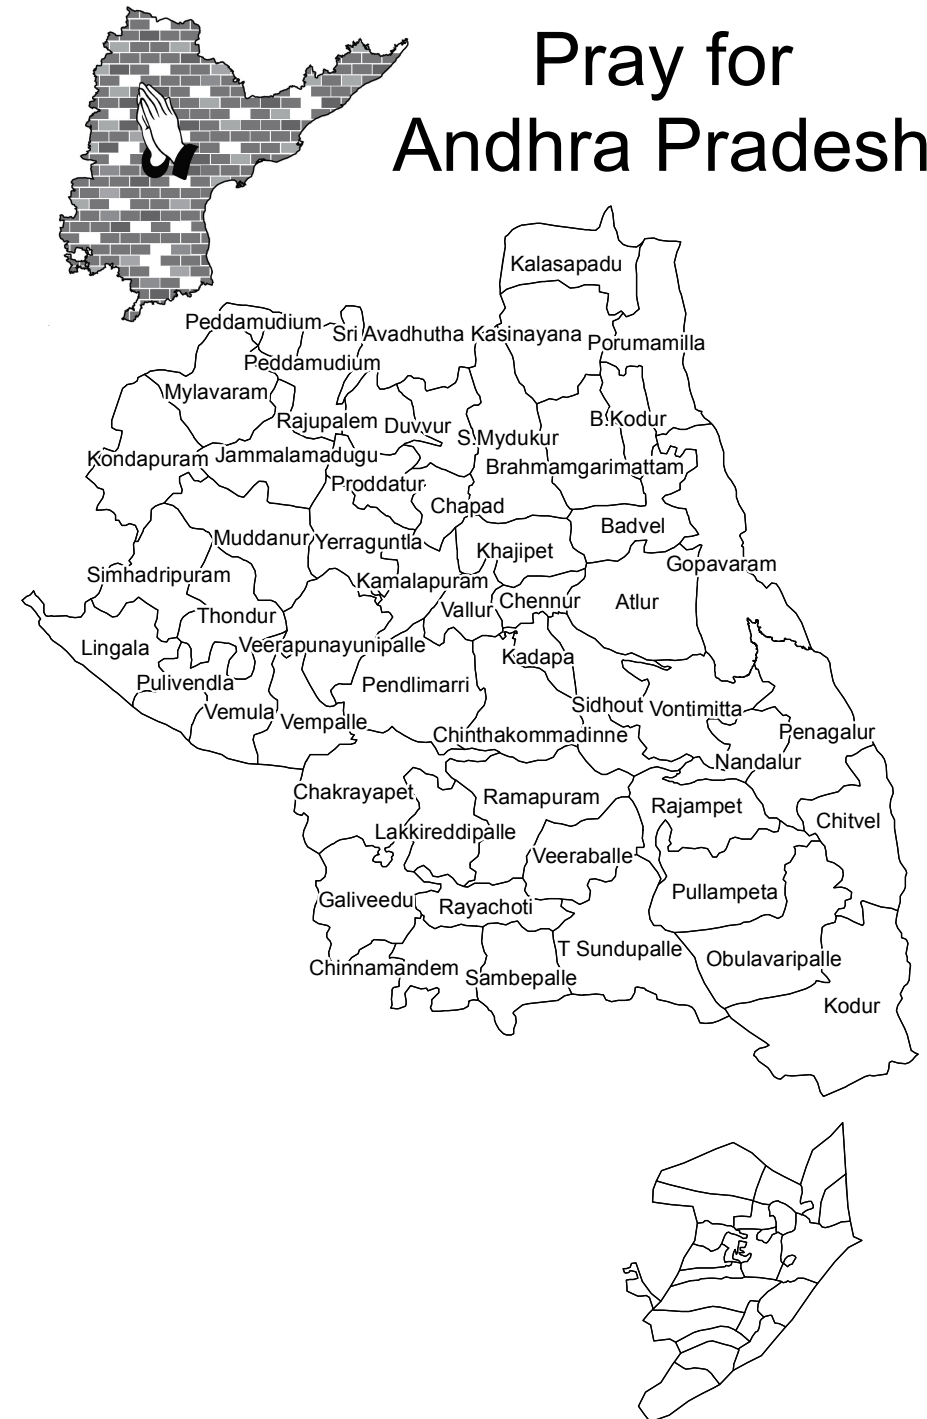 Pray for
Andhra Pradesh
Kalasapadu
Peddamudium
Sri Avadhutha Kasinayana
Porumamilla
Peddamudium
Mylavaram
Rajupalem
Duvvur
B.Kodur
S.Mydukur
Kondapuram
Jammalamadugu
Brahmamgarimattam
Proddatur
Chapad
Badvel
Muddanur
Yerraguntla
Khajipet
Gopavaram
Simhadripuram
Kamalapuram
Vallur
Chennur
Atlur
Thondur
Lingala
Veerapunayunipalle
Kadapa
Pulivendla
Pendlimarri
Vemula
Vempalle
Sidhout
Vontimitta
Chinthakommadinne
Penagalur
Nandalur
Chakrayapet
Ramapuram
Rajampet
Chitvel
Lakkireddipalle
Veeraballe
Galiveedu
Rayachoti
Pullampeta
T Sundupalle
Obulavaripalle
Chinnamandem
Sambepalle
Kodur